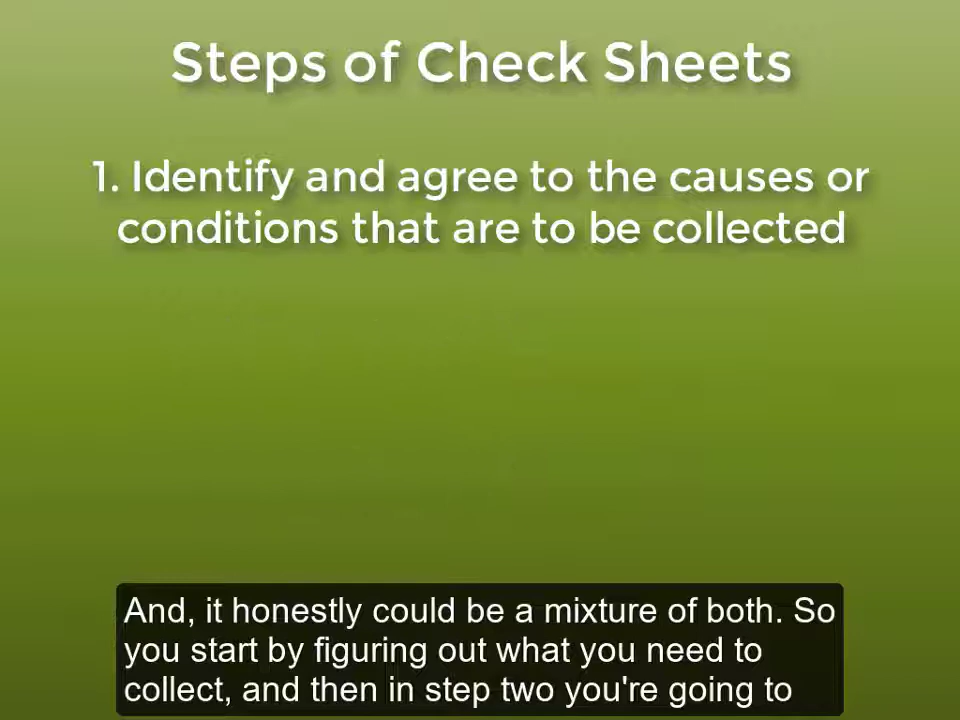 Steps of Check Sheets
1. Identify and agree to the causes or
conditions that are to be collected
And, it honestly could be a mixture of both. So
you start by figuring out what you need to
collect, and then in step two you're going to